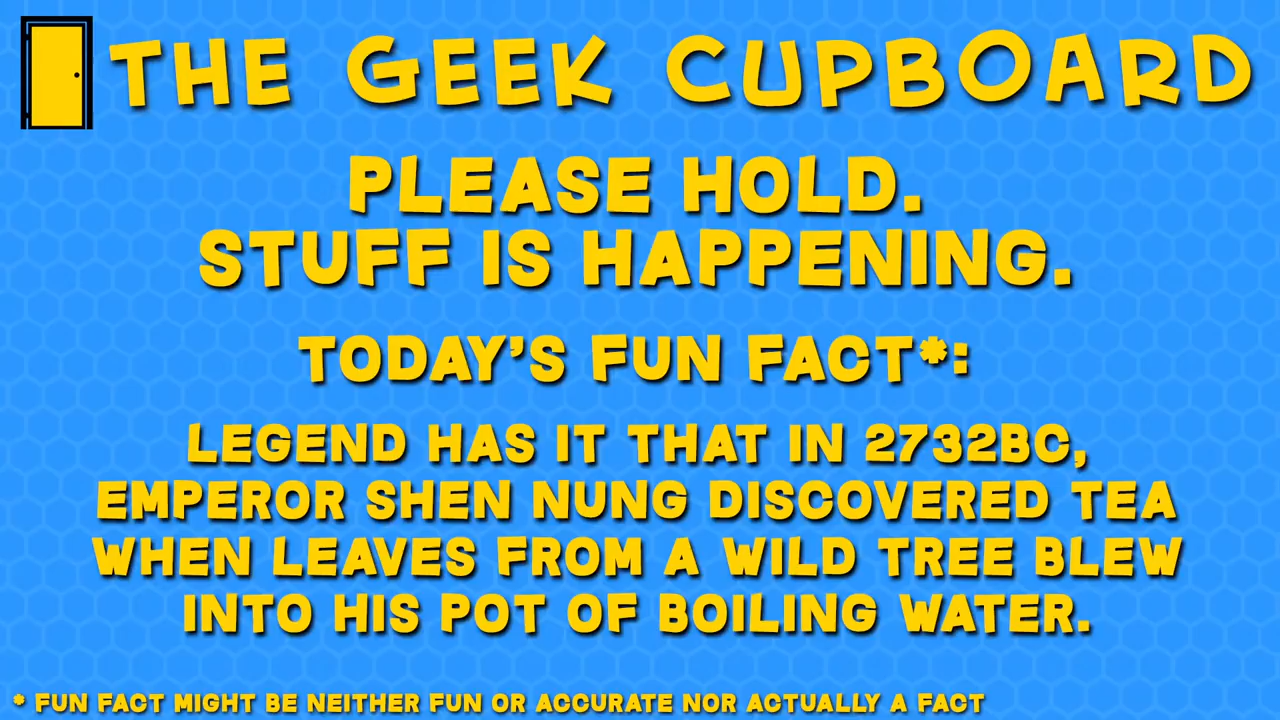 THE GEEK CUPBOARD
PLEASE HOLD.
STUFF IS HAPPENING.
TODAY'S FUN FACT*:
LEGEND HAS IT THAT IN 2732BC,
EMPEROR SHEN NUNG DISCOVERED TEA
WHEN LEAVES FROM A WILD TREE BLEW
INTO HIS POT OF BOILING WATER.
* FUN FACT MIGHT BE NEITHER FUN OR ACCURATE NOR ACTUALLY A FACT